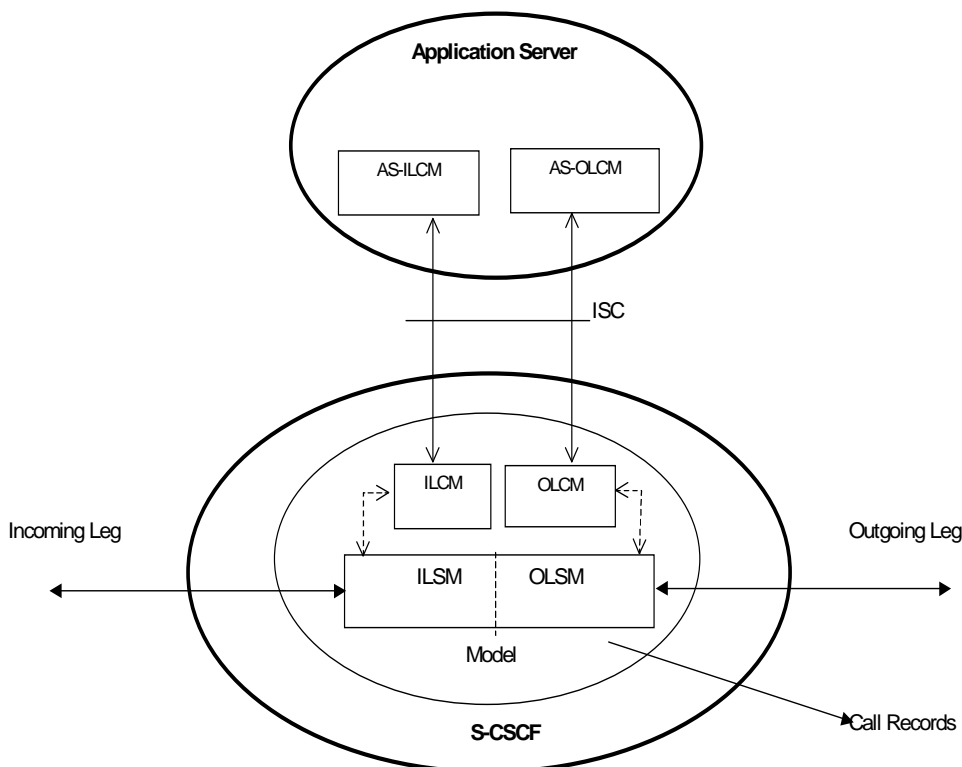 Application Server
AS-ILCM
AS-OLCM
ISC
ILCM
OLCM
Incoming Leg
Outgoing Leg
ILSM
OLSM
Model
Call Records
S-CSCF